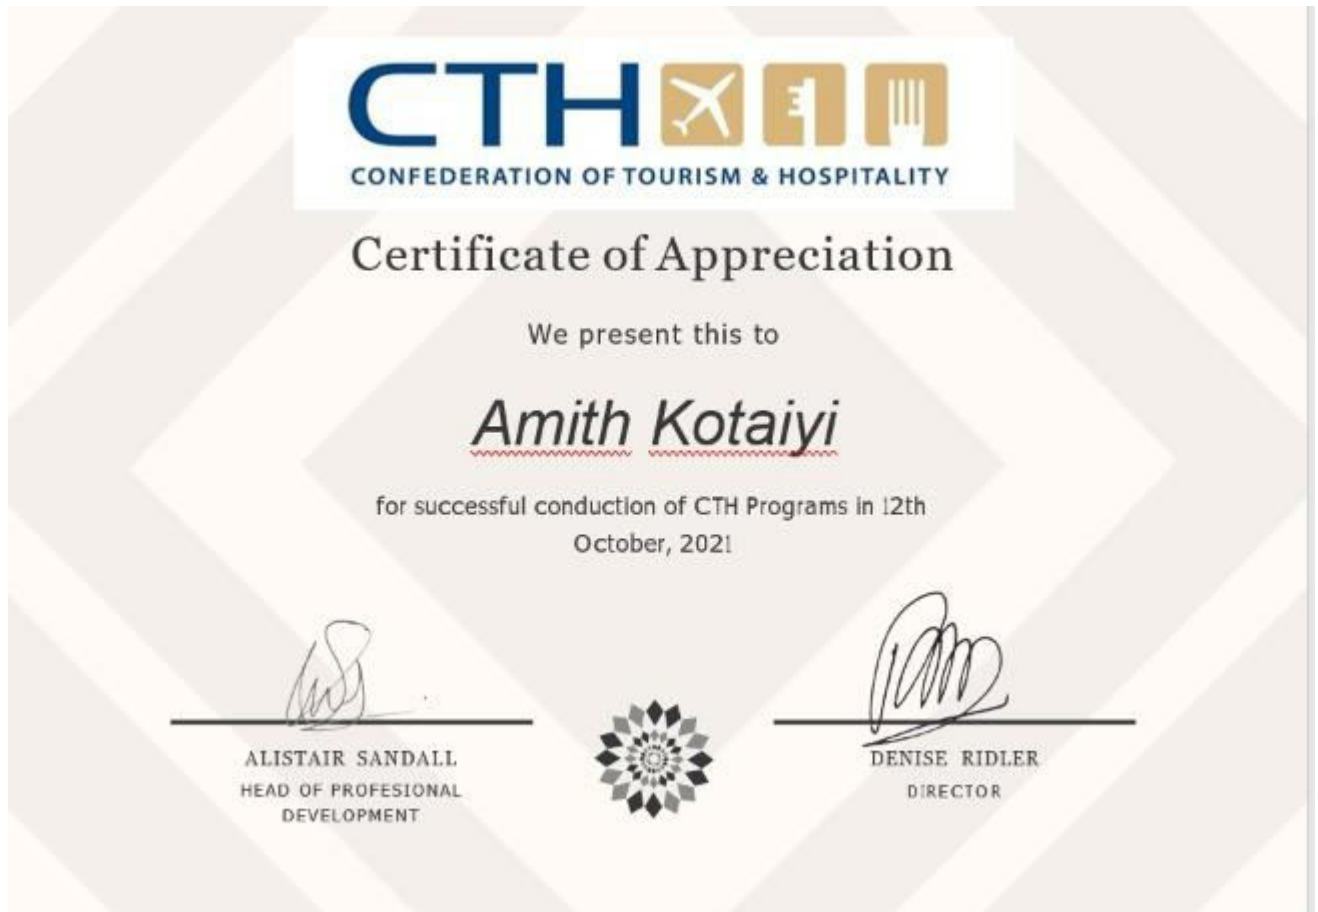 CTH
CONFEDERATION OF TOURISM & HOSPITALITY
Certificate of Appreciation
We present this to
Amith Kotaiyi
for successful conduction of CTH Programs in 12th
October, 2021
ALISTAIR SANDALL
HEAD OF PROFESIONAL
DEVELOPMENT
DENISE RIDLER
DIRECTOR